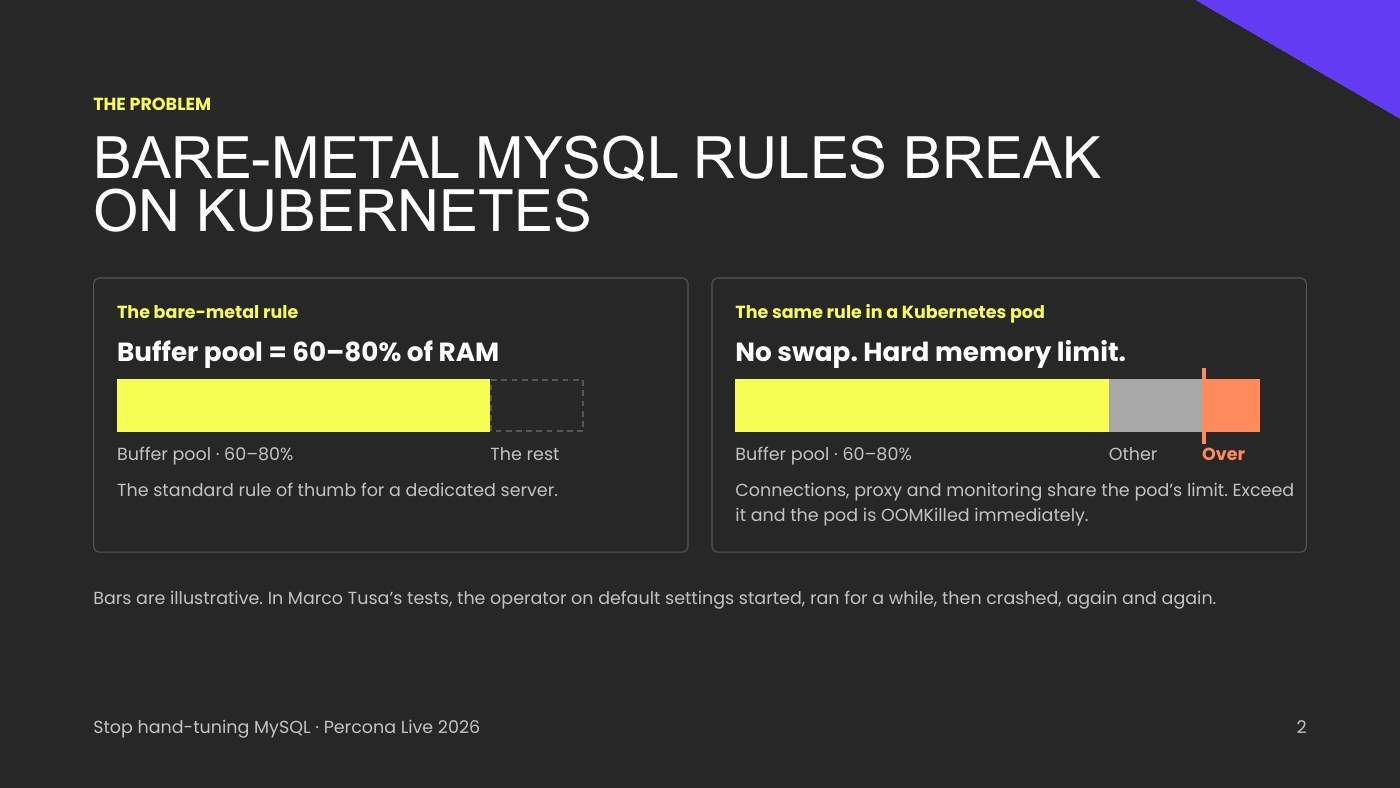 THE PROBLEM
BARE-METAL MYSQL RULES BREAK
ON KUBERNETES
The bare-metal rule
Buffer pool = 60–80% of RAM
Buffer pool · 60–80%
The rest
The standard rule of thumb for a dedicated server.
The same rule in a Kubernetes pod
No swap. Hard memory limit.
Buffer pool · 60–80%
Other
Over
Connections, proxy and monitoring share the pod’s limit. Exceed
it and the pod is OOMKilled immediately.
Bars are illustrative. In Marco Tusa’s tests, the operator on default settings started, ran for a while, then crashed, again and again.
Stop hand-tuning MySQL · Percona Live 2026
2